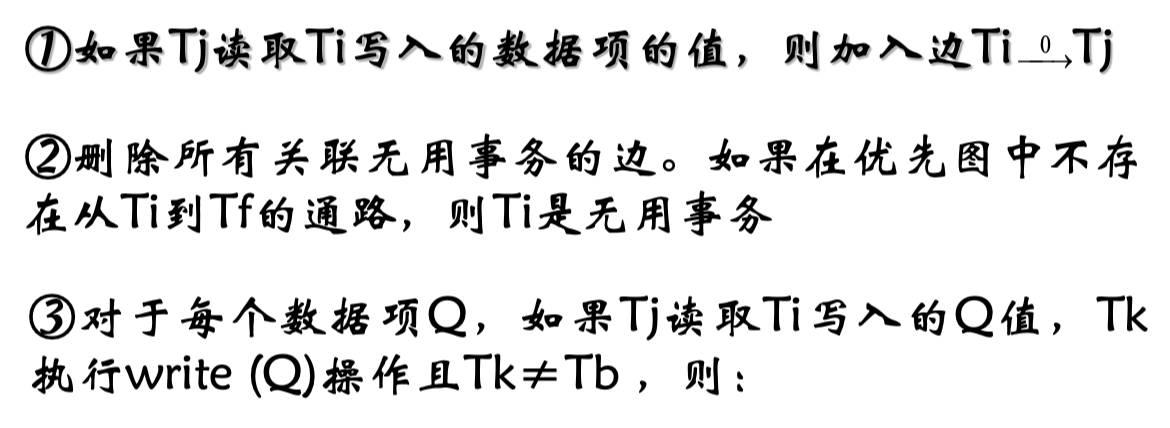 ①如果Tj读取Ti写入的数据项的值，则加入边Ti—0→Tj
②删除所有关联无用事务的边。如果在优先图中不存
在从Ti到Tf的通路，则Ti是无用事务
③对于每个数据项Q，如果Tj读取Ti写入的Q值，Tk
执行write (Q)操作且Tk≠Tb，则：